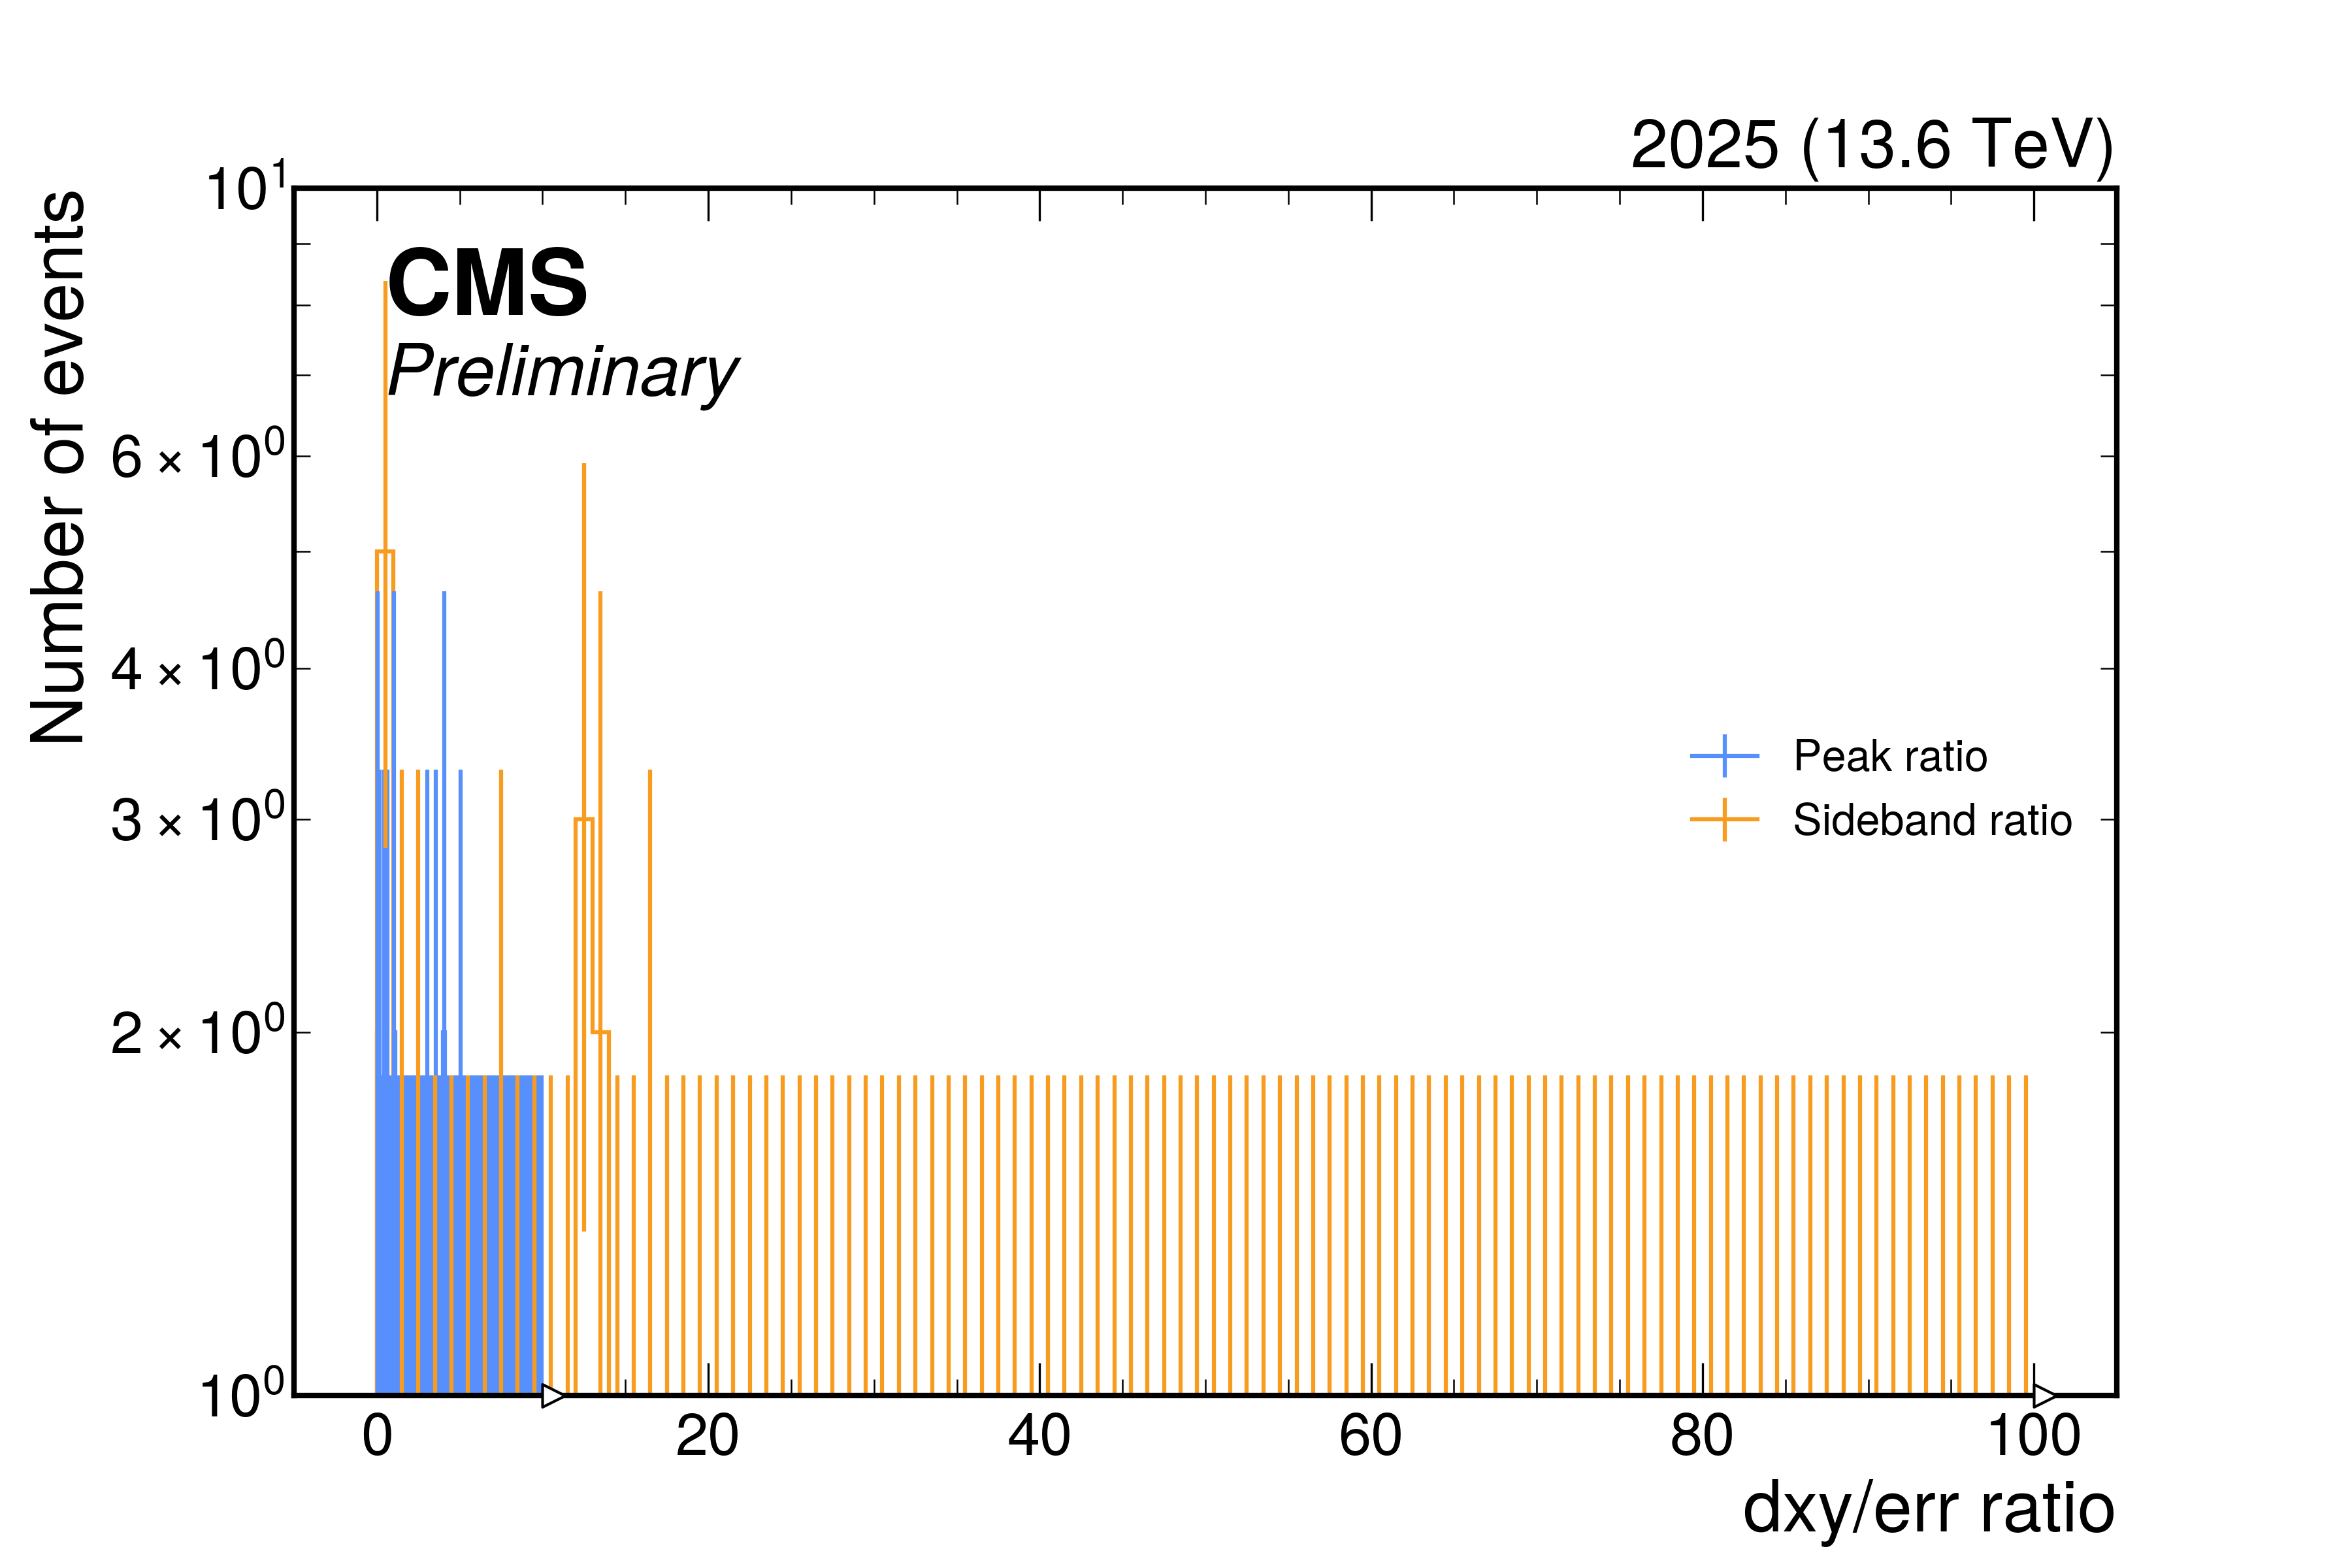 2025 (13.6 TeV)
CMS
Preliminary
Number of events
10¹
6 × 10⁰
4 × 10⁰
3 × 10⁰
2 × 10⁰
10⁰
Peak ratio
Sideband ratio
0 20 40 60 80 100
dxy/err ratio